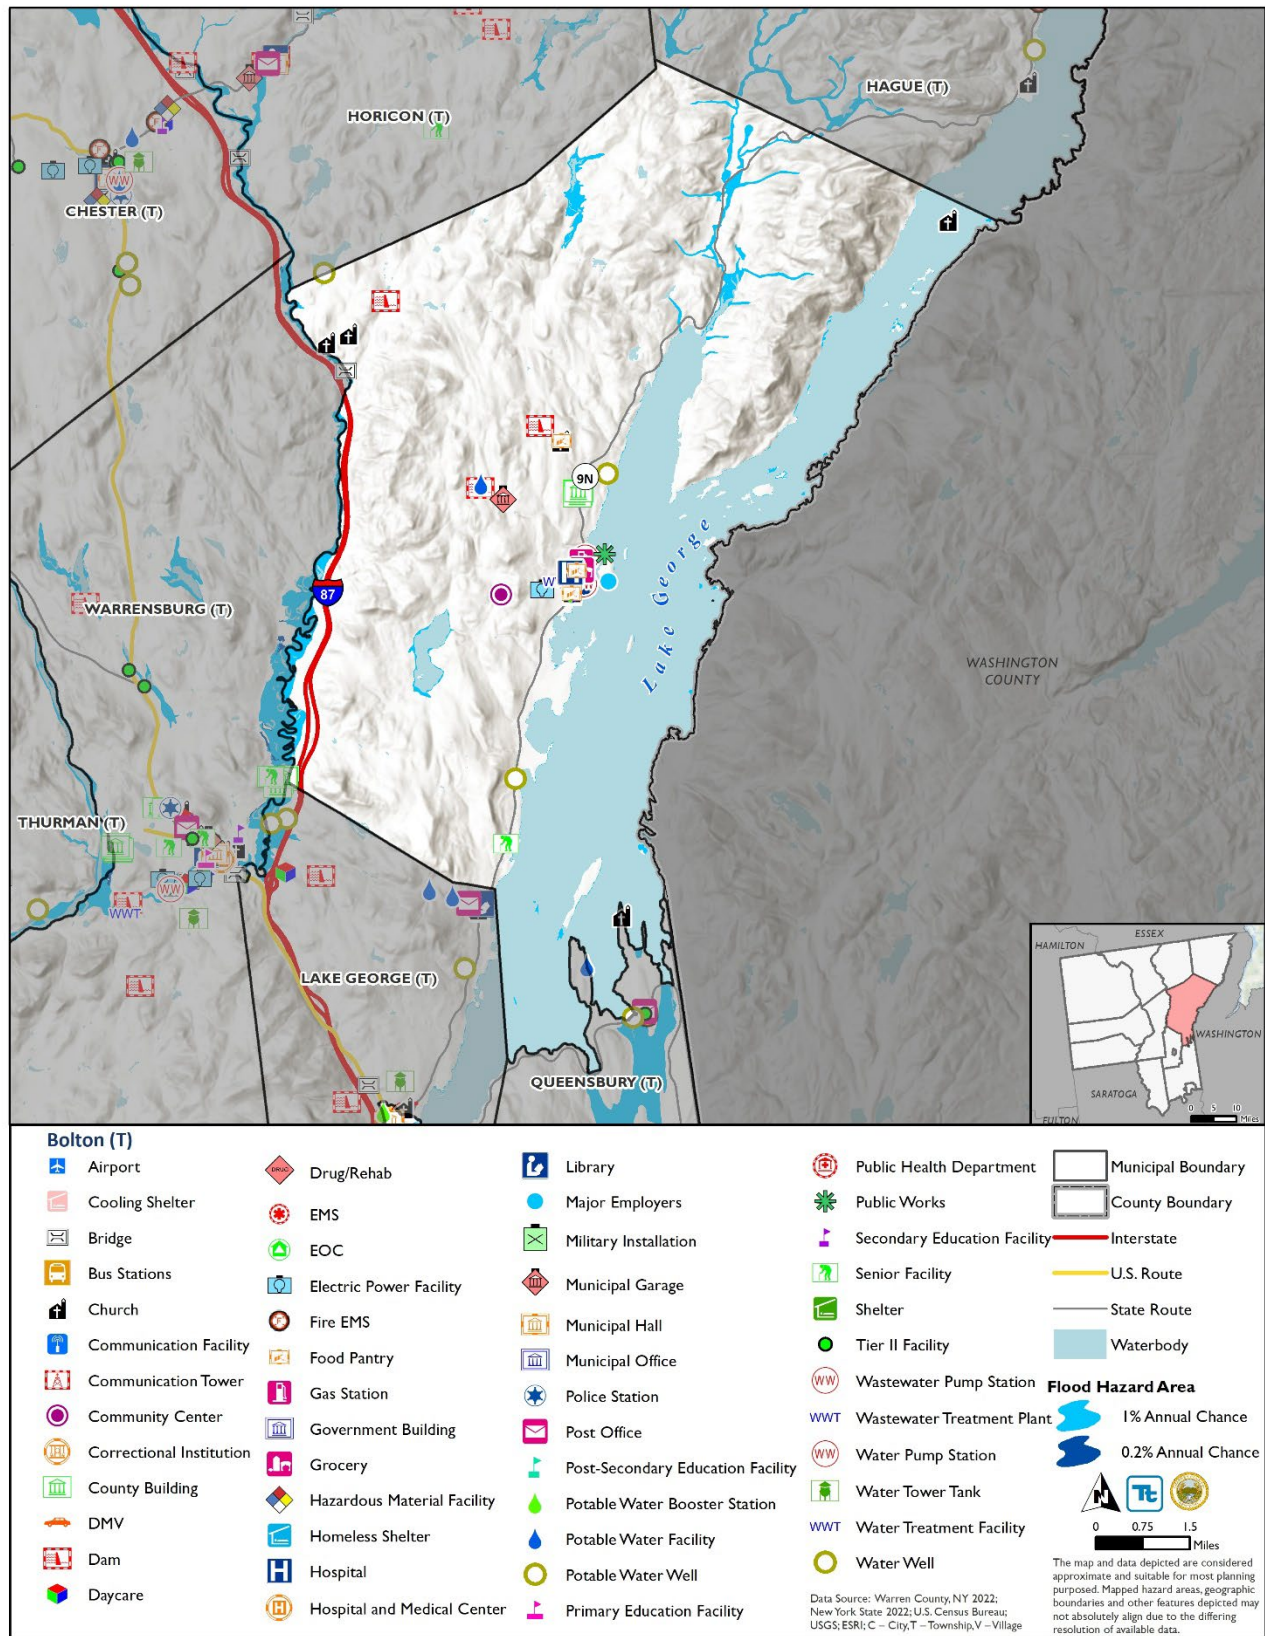 HAGUE (T)
HORICON (T)
CHESTER (T)
9N
Lake George
87
WARRENSBURG (T)
WASHINGTON
COUNTY
THURMAN (T)
WW
WWT
LAKE GEORGE (T)
QUEENSBURY (T)
ESSEX
HAMILTON
WASHINGTON
SARATOGA
FULTON
0 5 10
Miles
Bolton (T)
Airport
Cooling Shelter
Bridge
Bus Stations
Church
Communication Facility
Communication Tower
Community Center
Correctional Institution
County Building
DMV
Dam
Daycare
DRUG Drug/Rehab
EMS
EOC
Electric Power Facility
F Fire EMS
Food Pantry
Gas Station
Government Building
Grocery
Hazardous Material Facility
Homeless Shelter
H Hospital
H Hospital and Medical Center
Library
Major Employers
Military Installation
Municipal Garage
Municipal Hall
Municipal Office
Police Station
Post Office
Post-Secondary Education Facility
Potable Water Booster Station
Potable Water Facility
Potable Water Well
Primary Education Facility
Public Health Department
Public Works
Secondary Education Facility
Senior Facility
Shelter
Tier II Facility
WW Wastewater Pump Station
WWT Wastewater Treatment Plant
WW Water Pump Station
Water Tower Tank
WWT Water Treatment Facility
Water Well
Data Source: Warren County, NY 2022;
New York State 2022; U.S. Census Bureau;
USGS; ESRI; C – City, T – Township, V – Village
Municipal Boundary
County Boundary
Interstate
U.S. Route
State Route
Waterbody
Flood Hazard Area
1% Annual Chance
0.2% Annual Chance
N Tt
0 0.75 1.5
Miles
The map and data depicted are considered
approximate and suitable for most planning
purposed. Mapped hazard areas, geographic
boundaries and other features depicted may
not absolutely align due to the differing
resolution of available data.